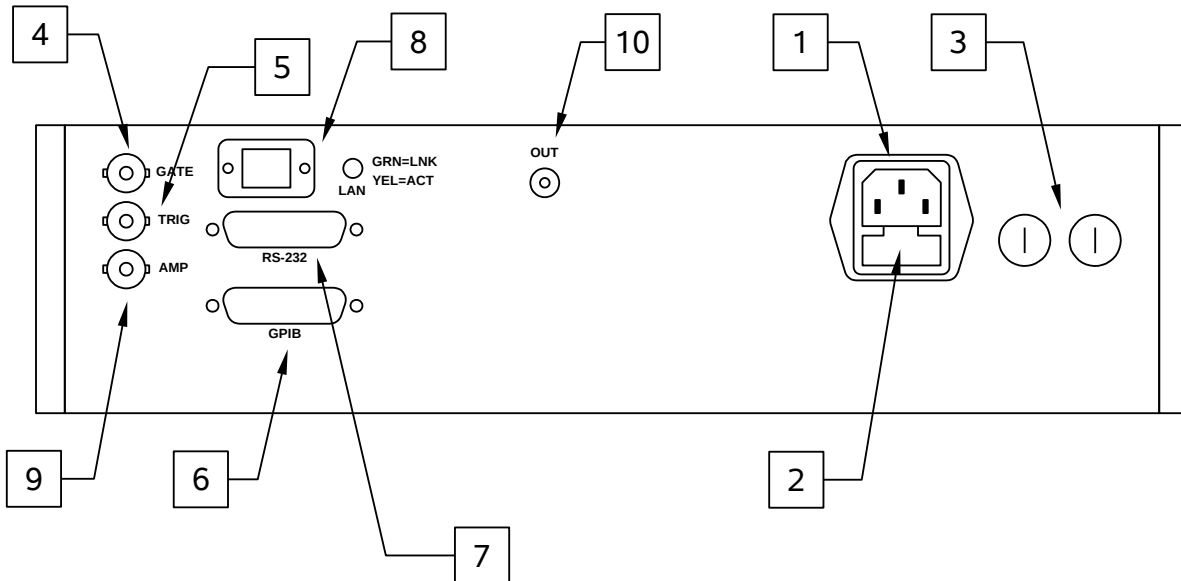 4
5
8
10
1
3
OUT
GATE
GRN=LNK
YEL=ACT
LAN
TRIG
RS-232
AMP
GPIB
9
6
7
2